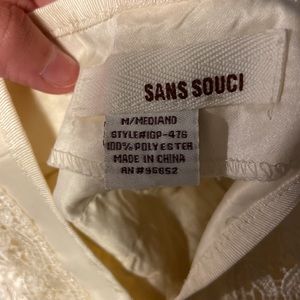 SANS SOUCI
M/MEDIANO
STYLE#IGP-476
100% POLYESTER
MADE IN CHINA
RN#96652